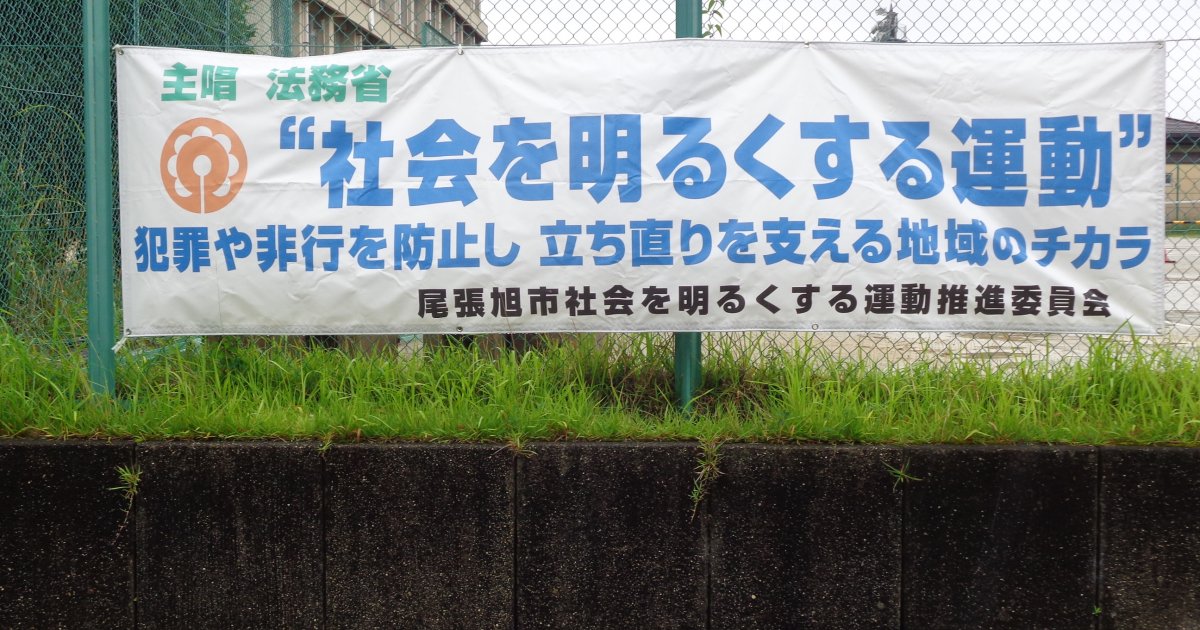 主唱 法務省
“社会を明るくする運動”
犯罪や非行を防止し 立ち直りを支える地域のチカラ
尾張旭市社会を明るくする運動推進委員会